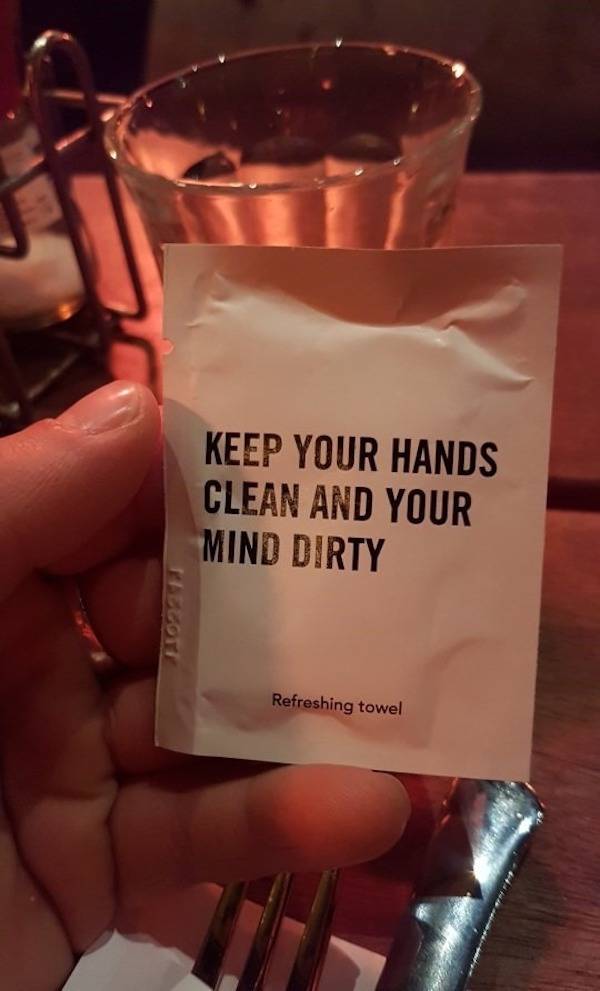 KEEP YOUR HANDS
CLEAN AND YOUR
MIND DIRTY
Refreshing towel